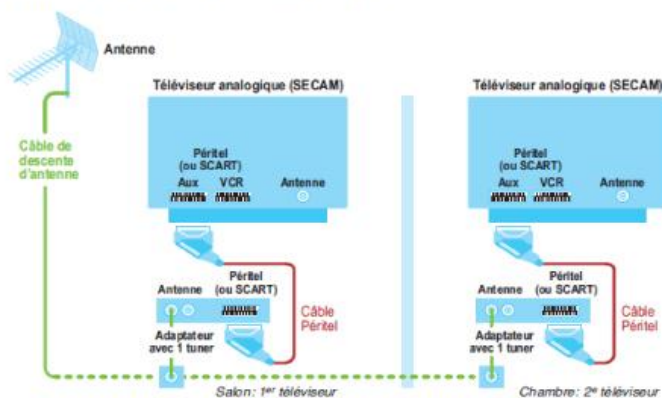 Antenne
Téléviseur analogique (SECAM)
Téléviseur analogique (SECAM)
Câble de
descente
d'antenne
Péritel
(ou SCART)
Aux VCR Antenne
Péritel
(ou SCART)
Aux VCR Antenne
Antenne
Péritel
(ou SCART)
Câble
Péritel
Adaptateur
avec 1 tuner
Antenne
Péritel
(ou SCART)
Câble
Péritel
Adaptateur
avec 1 tuner
Salon: 1er téléviseur
Chambre: 2e téléviseur